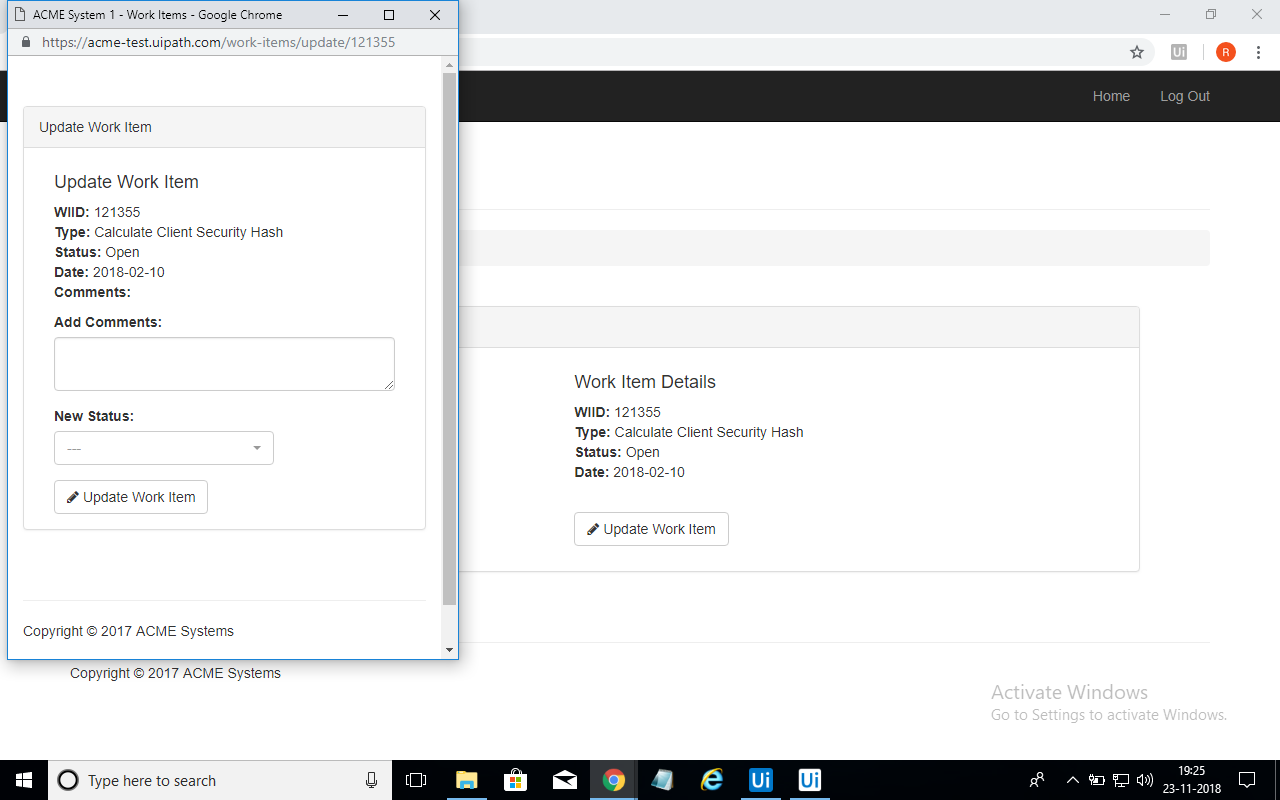 ACME System 1 - Work Items - Google Chrome
https://acme-test.uipath.com/work-items/update/121355
Ui
R
Home
Log Out
Update Work Item
Update Work Item
WIID: 121355
Type: Calculate Client Security Hash
Status: Open
Date: 2018-02-10
Comments:
Add Comments:
New Status:
---
Update Work Item
Copyright © 2017 ACME Systems
Work Item Details
WIID: 121355
Type: Calculate Client Security Hash
Status: Open
Date: 2018-02-10
Update Work Item
Copyright © 2017 ACME Systems
Activate Windows
Go to Settings to activate Windows.
Type here to search
Ui
Ui
19:25
23-11-2018